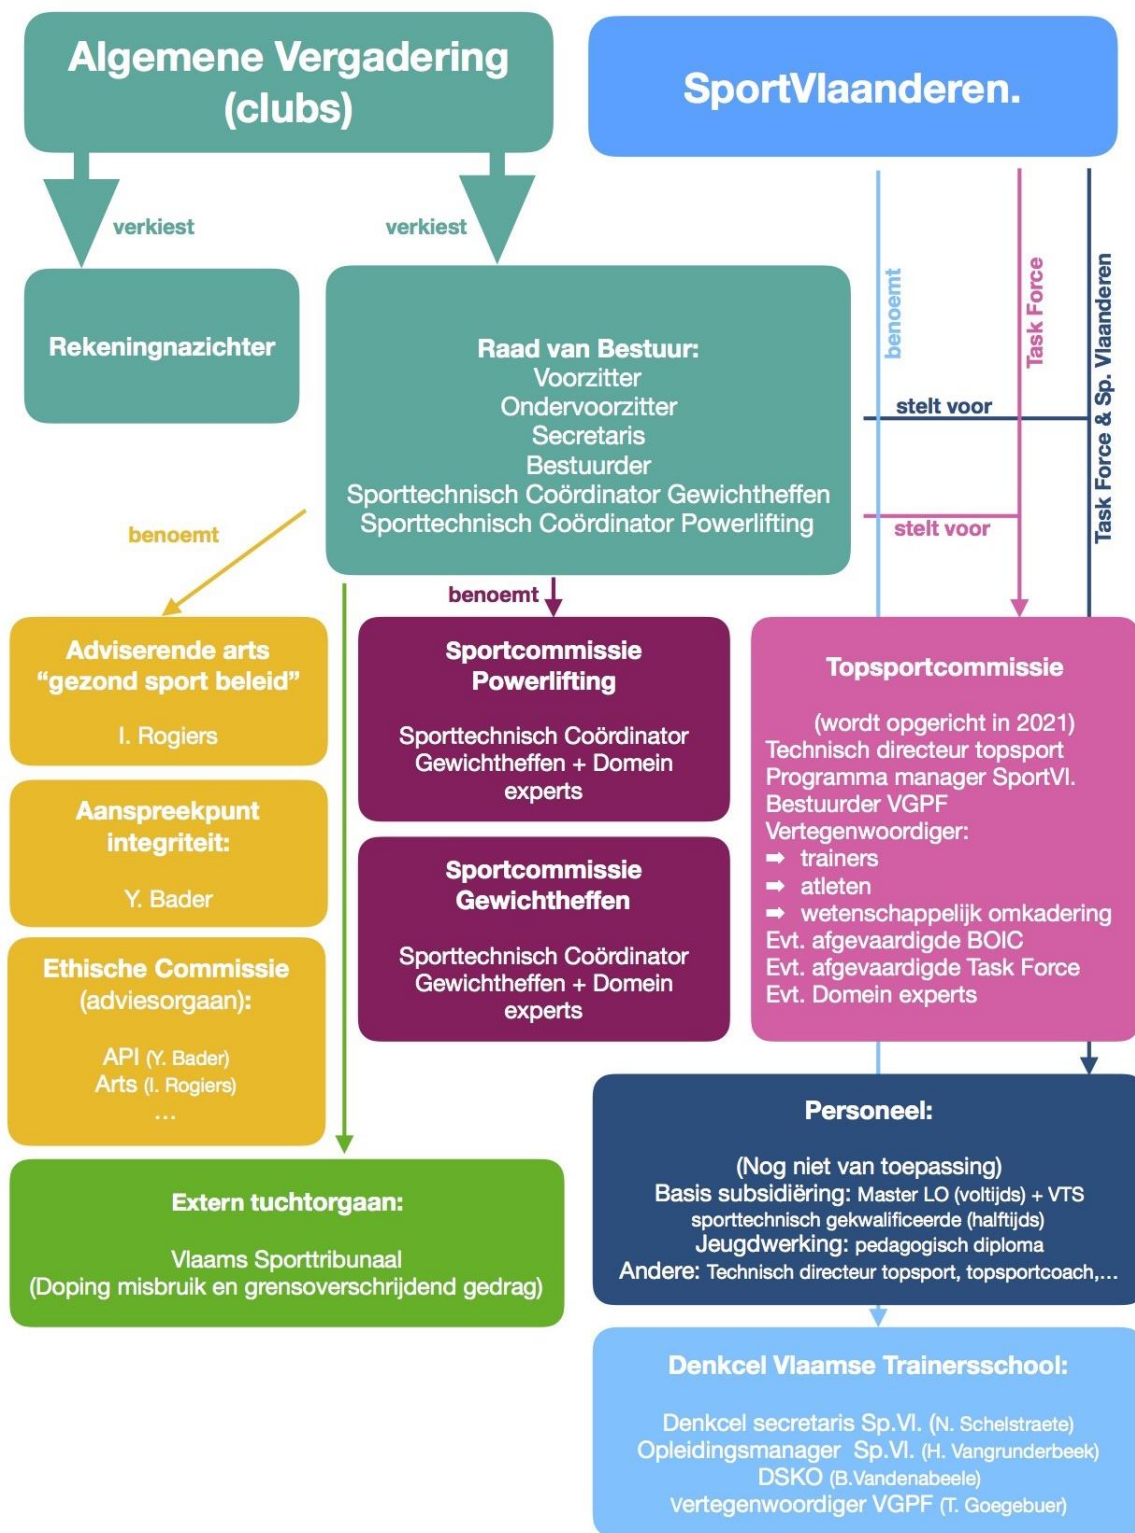 Algemene Vergadering
(clubs)
SportVlaanderen.
verkiest
verkiest
benoemt
Task Force
Task Force & Sp. Vlaanderen
Rekeningnazichter
Raad van Bestuur:
Voorzitter
Ondervoorzitter
Secretaris
Bestuurder
Sporttechnisch Coördinator Gewichtheffen
Sporttechnisch Coördinator Powerlifting
stelt voor
stelt voor
benoemt
benoemt
Adviserende arts
“gezond sport beleid”
I. Rogiers
Aanspreekpunt
integriteit:
Y. Bader
Ethische Commissie
(adviesorgaan):
API (Y. Bader)
Arts (I. Rogiers)
...
Sportcommissie
Powerlifting
Sporttechnisch Coördinator
Gewichtheffen + Domein
experts
Sportcommissie
Gewichtheffen
Sporttechnisch Coördinator
Gewichtheffen + Domein
experts
Topsportcommissie
(wordt opgericht in 2021)
Technisch directeur topsport
Programma manager SportVl.
Bestuurder VGPF
Vertegenwoordiger:
➡ trainers
➡ atleten
➡ wetenschappelijk omkadering
Evt. afgevaardigde BOIC
Evt. afgevaardigde Task Force
Evt. Domein experts
Extern tuchtorgaan:
Vlaams Sporttribunaal
(Doping misbruik en grensoverschrijdend gedrag)
Personeel:
(Nog niet van toepassing)
Basis subsidiëring: Master LO (voltijds) + VTS
sporttechnisch gekwalificeerde (halftijds)
Jeugdwerking: pedagogisch diploma
Andere: Technisch directeur topsport, topsportcoach,...
Denkcel Vlaamse Trainersschool:
Denkcel secretaris Sp.Vl. (N. Schelstraete)
Opleidingsmanager Sp.Vl. (H. Vangrunderbeek)
DSKO (B.Vandenabeele)
Vertegenwoordiger VGPF (T. Goegebuer)